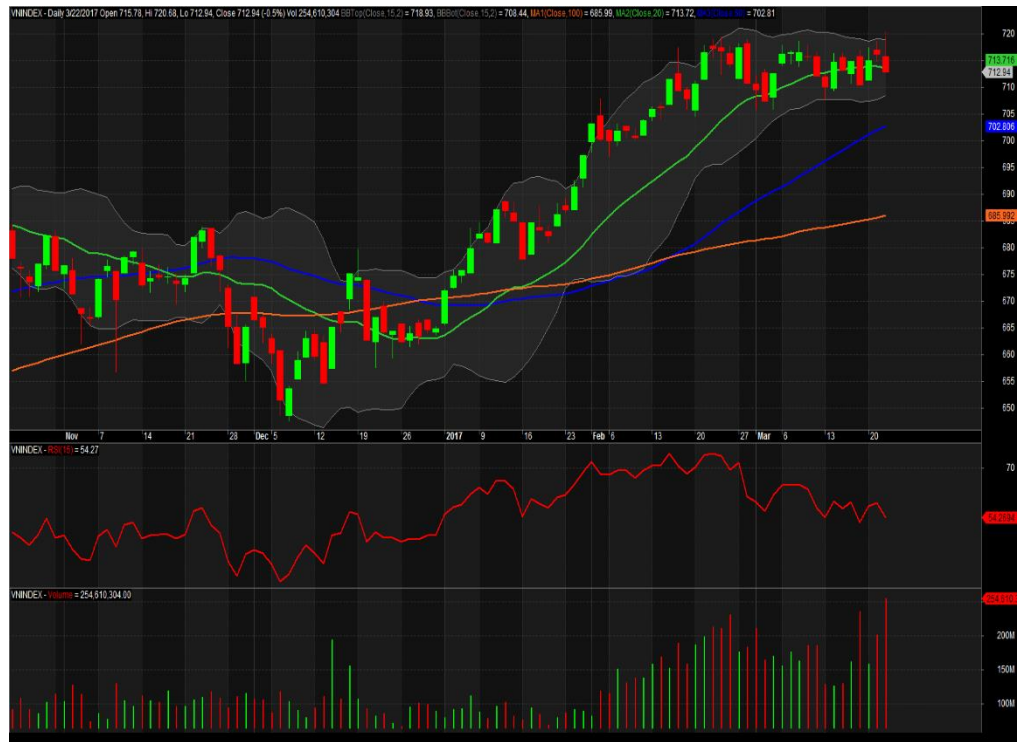 VNINDEX - Daily 3/22/2017 Open 715.78, Hi 720.68, Lo 712.94, Close 712.94 (-0.5%) Vol 254,610,304 BBTop(Close,15,2) = 718.93, BBBot(Close,15,2) = 708.44, MA1(Close,100) = 685.99, MA2(Close,20) = 713.72, = 702.81
720
713.716
712.94
710
705
702.806
700
695
690
685.992
680
675
670
665
660
655
650
Nov 7 14 21 28 Dec 5 12 19 26 2017 9 16 23 Feb 6 13 20 27 Mar 6 13 20
VNINDEX - RSI(15) = 54.27
70
54.2694
VNINDEX - Volume = 254,610,304.00
200M
150M
100M